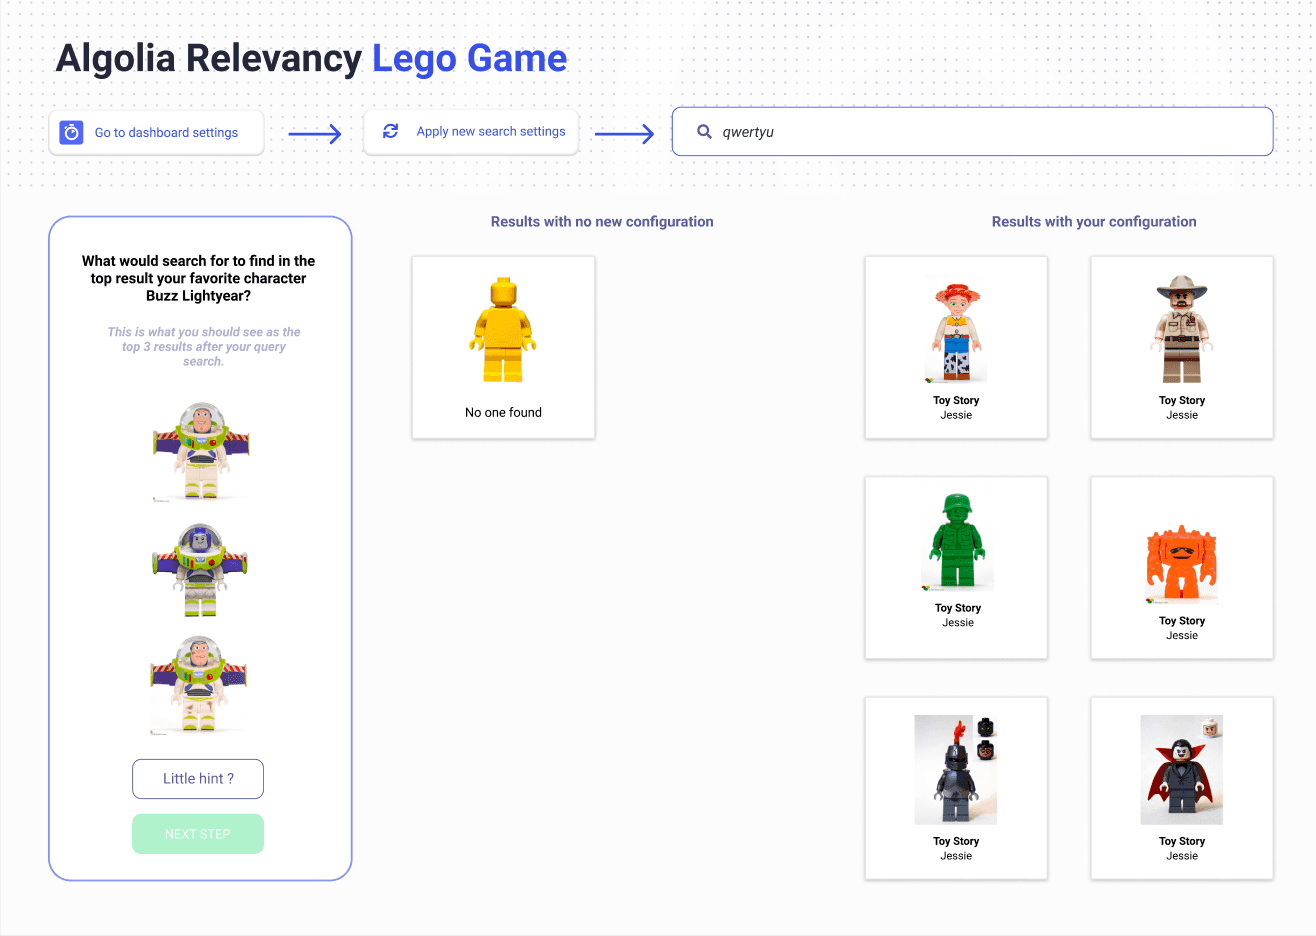 Algolia Relevancy Lego Game
Go to dashboard settings
Apply new search settings
qwertyu
What would search for to find in the
top result your favorite character
Buzz Lightyear?
This is what you should see as the
top 3 results after your query
search.
Little hint ?
NEXT STEP
Results with no new configuration
No one found
Results with your configuration
Toy Story
Jessie
Toy Story
Jessie
Toy Story
Jessie
Toy Story
Jessie
Toy Story
Jessie
Toy Story
Jessie